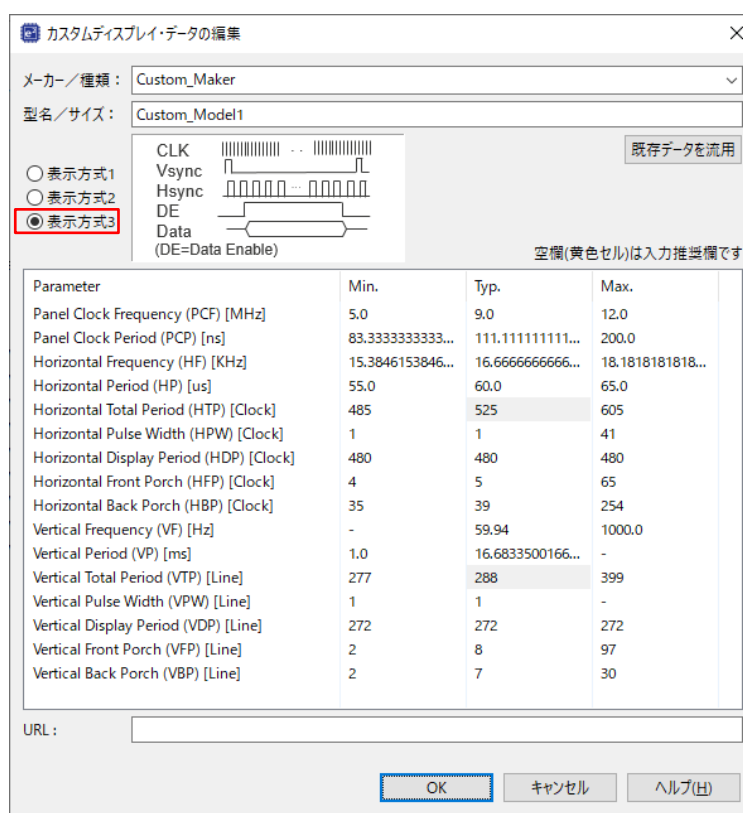 カスタムディスプレイ・データの編集
メーカー／種類： Custom_Maker
型名／サイズ： Custom_Model1
既存データを流用
表示方式1
表示方式2
表示方式3
CLK
Vsync
Hsync
DE
Data
(DE=Data Enable)
空欄(黄色セル)は入力推奨欄です
Parameter Min. Typ. Max.
Panel Clock Frequency (PCF) [MHz] 5.0 9.0 12.0
Panel Clock Period (PCP) [ns] 83.3333333333... 111.111111111... 200.0
Horizontal Frequency (HF) [KHz] 15.3846153846... 16.6666666666... 18.1818181818...
Horizontal Period (HP) [us] 55.0 60.0 65.0
Horizontal Total Period (HTP) [Clock] 485 525 605
Horizontal Pulse Width (HPW) [Clock] 1 1 41
Horizontal Display Period (HDP) [Clock] 480 480 480
Horizontal Front Porch (HFP) [Clock] 4 5 65
Horizontal Back Porch (HBP) [Clock] 35 39 254
Vertical Frequency (VF) [Hz] - 59.94 1000.0
Vertical Period (VP) [ms] 1.0 16.6833500166... -
Vertical Total Period (VTP) [Line] 277 288 399
Vertical Pulse Width (VPW) [Line] 1 1 -
Vertical Display Period (VDP) [Line] 272 272 272
Vertical Front Porch (VFP) [Line] 2 8 97
Vertical Back Porch (VBP) [Line] 2 7 30
URL :
OK キャンセル ヘルプ(H)